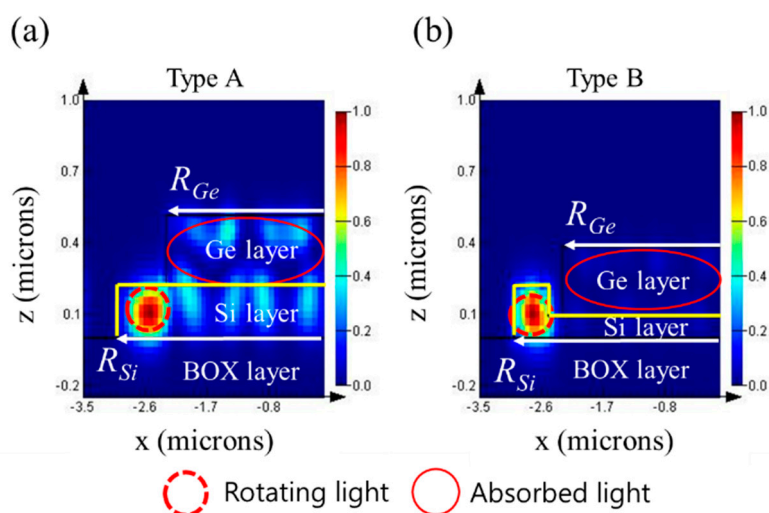 (a)
Type A
1.0
0.7
0.4
0.1
-0.2
z (microns)
-3.5 -2.6 -1.7 -0.8
x (microns)
1.0
0.8
0.6
0.4
0.2
0.0
R_Ge
Ge layer
Si layer
R_Si
BOX layer
(b)
Type B
1.0
0.7
0.4
0.1
-0.2
z (microns)
-3.5 -2.6 -1.7 -0.8
x (microns)
1.0
0.8
0.6
0.4
0.2
0.0
R_Ge
Ge layer
Si layer
R_Si
BOX layer
Rotating light
Absorbed light